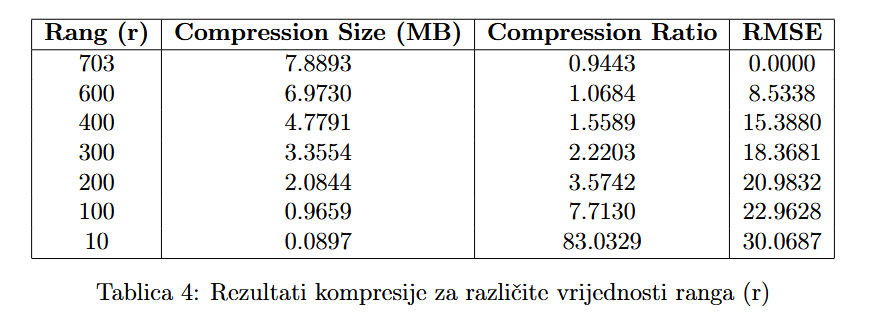 Rang (r) Compression Size (MB) Compression Ratio RMSE
703 7.8893 0.9443 0.0000
600 6.9730 1.0684 8.5338
400 4.7791 1.5589 15.3880
300 3.3554 2.2203 18.3681
200 2.0844 3.5742 20.9832
100 0.9659 7.7130 22.9628
10 0.0897 83.0329 30.0687
Tablica 4: Rezultati kompresije za različite vrijednosti ranga (r)